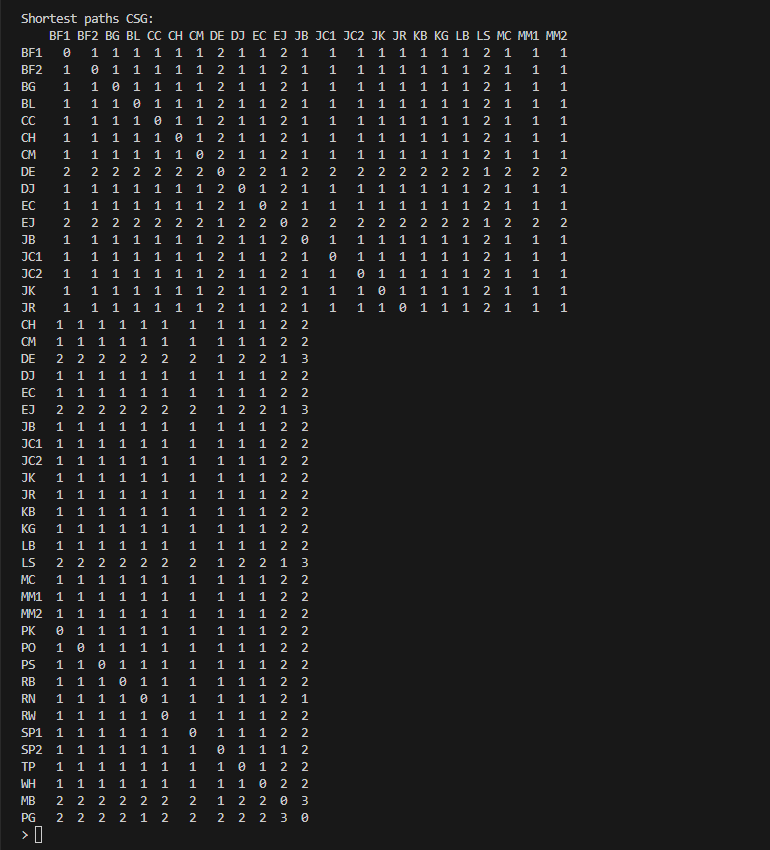 Shortest paths CSG:
BF1 BF2 BG BL CC CH CM DE DJ EC EJ JB JC1 JC2 JK JR KB KG LB LS MC MM1 MM2
BF1 0 1 1 1 1 1 1 2 1 1 2 1 1 1 1 1 1 1 1 2 1 1 1
BF2 1 0 1 1 1 1 1 2 1 1 2 1 1 1 1 1 1 1 1 2 1 1 1
BG 1 1 0 1 1 1 1 2 1 1 2 1 1 1 1 1 1 1 1 2 1 1 1
BL 1 1 1 0 1 1 1 2 1 1 2 1 1 1 1 1 1 1 1 2 1 1 1
CC 1 1 1 1 0 1 1 2 1 1 2 1 1 1 1 1 1 1 1 2 1 1 1
CH 1 1 1 1 1 0 1 2 1 1 2 1 1 1 1 1 1 1 1 2 1 1 1
CM 1 1 1 1 1 1 0 2 1 1 2 1 1 1 1 1 1 1 1 2 1 1 1
DE 2 2 2 2 2 2 2 0 2 2 1 2 2 2 2 2 2 2 2 1 2 2 2
DJ 1 1 1 1 1 1 1 2 0 1 2 1 1 1 1 1 1 1 1 2 1 1 1
EC 1 1 1 1 1 1 1 2 1 0 2 1 1 1 1 1 1 1 1 2 1 1 1
EJ 2 2 2 2 2 2 2 1 2 2 0 2 2 2 2 2 2 2 2 1 2 2 2
JB 1 1 1 1 1 1 1 2 1 1 2 0 1 1 1 1 1 1 1 2 1 1 1
JC1 1 1 1 1 1 1 1 2 1 1 2 1 0 1 1 1 1 1 1 2 1 1 1
JC2 1 1 1 1 1 1 1 2 1 1 2 1 1 0 1 1 1 1 1 2 1 1 1
JK 1 1 1 1 1 1 1 2 1 1 2 1 1 1 0 1 1 1 1 2 1 1 1
JR 1 1 1 1 1 1 1 2 1 1 2 1 1 1 1 0 1 1 1 2 1 1 1
CH 1 1 1 1 1 1 1 1 1 1 2 2
CM 1 1 1 1 1 1 1 1 1 1 2 2
DE 2 2 2 2 2 2 2 1 2 2 1 3
DJ 1 1 1 1 1 1 1 1 1 1 2 2
EC 1 1 1 1 1 1 1 1 1 1 2 2
EJ 2 2 2 2 2 2 2 1 2 2 1 3
JB 1 1 1 1 1 1 1 1 1 1 2 2
JC1 1 1 1 1 1 1 1 1 1 1 2 2
JC2 1 1 1 1 1 1 1 1 1 1 2 2
JK 1 1 1 1 1 1 1 1 1 1 2 2
JR 1 1 1 1 1 1 1 1 1 1 2 2
KB 1 1 1 1 1 1 1 1 1 1 2 2
KG 1 1 1 1 1 1 1 1 1 1 2 2
LB 1 1 1 1 1 1 1 1 1 1 2 2
LS 2 2 2 2 2 2 2 1 2 2 1 3
MC 1 1 1 1 1 1 1 1 1 1 2 2
MM1 1 1 1 1 1 1 1 1 1 1 2 2
MM2 1 1 1 1 1 1 1 1 1 1 2 2
PK 0 1 1 1 1 1 1 1 1 1 2 2
PO 1 0 1 1 1 1 1 1 1 1 2 2
PS 1 1 0 1 1 1 1 1 1 1 2 2
RB 1 1 1 0 1 1 1 1 1 1 2 2
RN 1 1 1 1 0 1 1 1 1 1 2 1
RW 1 1 1 1 1 0 1 1 1 1 2 2
SP1 1 1 1 1 1 1 0 1 1 1 2 2
SP2 1 1 1 1 1 1 1 0 1 1 1 2
TP 1 1 1 1 1 1 1 1 0 1 2 2
WH 1 1 1 1 1 1 1 1 1 0 2 2
MB 2 2 2 2 2 2 2 1 2 2 0 3
PG 2 2 2 2 1 2 2 2 2 2 3 0
>